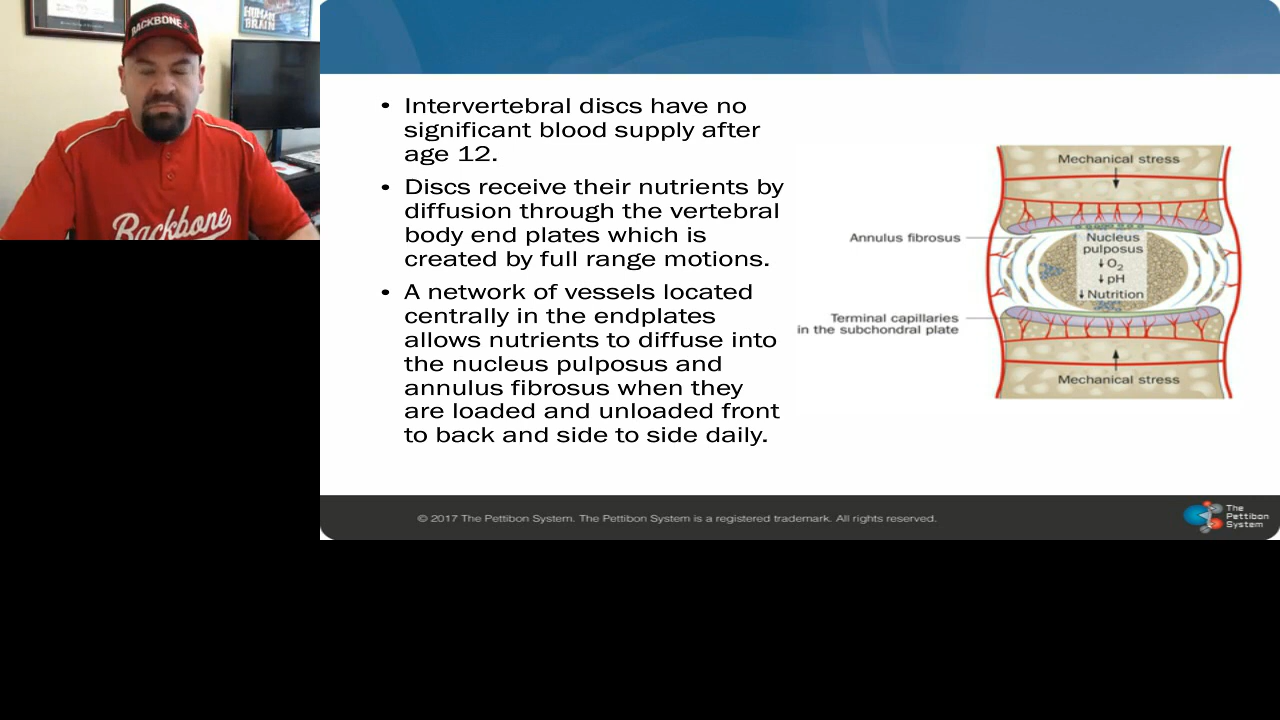 BACKBONE
HUMAN
BRAIN
Backbone
• Intervertebral discs have no
significant blood supply after
age 12.
• Discs receive their nutrients by
diffusion through the vertebral
body end plates which is
created by full range motions.
• A network of vessels located
centrally in the endplates
allows nutrients to diffuse into
the nucleus pulposus and
annulus fibrosus when they
are loaded and unloaded front
to back and side to side daily.
Mechanical stress
Annulus fibrosus
Nucleus
pulposus
↓ O₂
↓ pH
↓ Nutrition
Terminal capillaries
in the subchondral plate
Mechanical stress
© 2017 The Pettibon System. The Pettibon System is a registered trademark. All rights reserved.
The
Pettibon
System